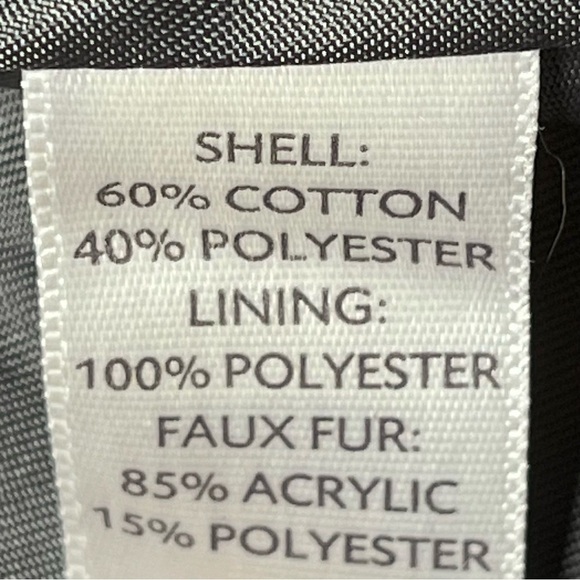 SHELL:
60% COTTON
40% POLYESTER
LINING:
100% POLYESTER
FAUX FUR:
85% ACRYLIC
15% POLYESTER